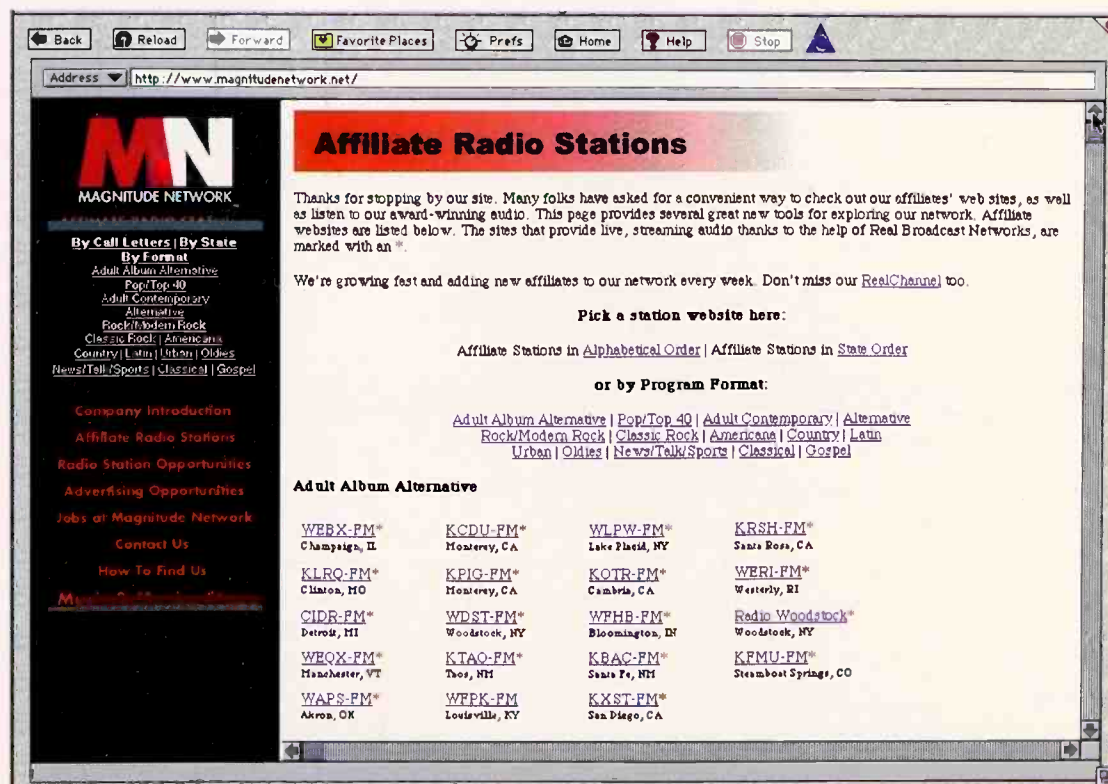 Back Reload Forward Favorite Places Prefs Home Help Stop
Address http://www.magnitudenetwork.net/
MN
MAGNITUDE NETWORK
By Call Letters | By State
By Format
Adult Album Alternative
Pop/Top 40
Adult Contemporary
Alternative
Rock/Modern Rock
Classic Rock | Americana
Country | Latin | Urban | Oldies
News/Talk/Sports | Classical | Gospel
Company Introduction
Affiliate Radio Stations
Radio Station Opportunities
Advertising Opportunities
Jobs at Magnitude Network
Contact Us
How To Find Us
Affiliate Radio Stations
Thanks for stopping by our site. Many folks have asked for a convenient way to check out our affiliates' web sites, as well
as listen to our award-winning audio. This page provides several great new tools for exploring our network. Affiliate
websites are listed below. The sites that provide live, streaming audio thanks to the help of Real Broadcast Networks, are
marked with an *.
We're growing fast and adding new affiliates to our network every week. Don't miss our RealChannel too.
Pick a station website here:
Affiliate Stations in Alphabetical Order | Affiliate Stations in State Order
or by Program Format:
Adult Album Alternative | Pop/Top 40 | Adult Contemporary | Alternative
Rock/Modern Rock | Classic Rock | Americana | Country | Latin
Urban | Oldies | News/Talk/Sports | Classical | Gospel
Adult Album Alternative
WEBX-FM* KCDU-FM* WLPW-FM* KRSH-FM*
Champaign, IL Monterey, CA Lake Placid, NY Santa Rosa, CA
KLRQ-FM* KPIG-FM* KOTR-FM* WERI-FM*
Clinton, MO Monterey, CA Cambria, CA Westerly, RI
CIDR-FM* WDST-FM* WFHB-FM* Radio Woodstock*
Detroit, MI Woodstock, NY Bloomington, IN Woodstock, NY
WEQX-FM* KTAO-FM* KBAC-FM* KFMU-FM*
Manchester, VT Taos, NM Santa Fe, NM Steamboat Springs, CO
WAPS-FM* WFPK-FM KXST-FM*
Akron, OH Louisville, KY San Diego, CA